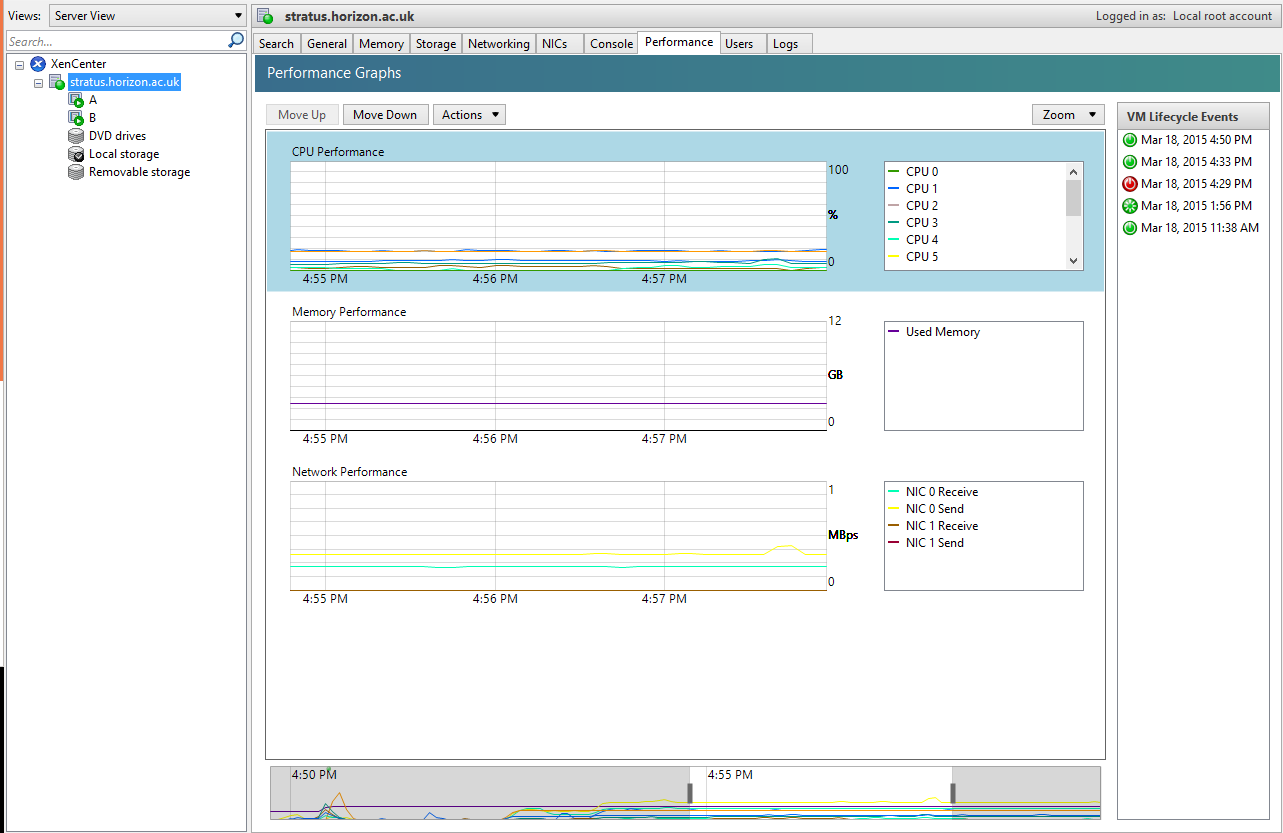 Views: Server View
Search...
XenCenter
stratus.horizon.ac.uk
A
B
DVD drives
Local storage
Removable storage
stratus.horizon.ac.uk
Logged in as: Local root account
Search General Memory Storage Networking NICs Console Performance Users Logs
Performance Graphs
Move Up Move Down Actions Zoom
CPU Performance
100
%
0
4:55 PM 4:56 PM 4:57 PM
CPU 0
CPU 1
CPU 2
CPU 3
CPU 4
CPU 5
Memory Performance
12
GB
0
4:55 PM 4:56 PM 4:57 PM
Used Memory
Network Performance
1
MBps
0
4:55 PM 4:56 PM 4:57 PM
NIC 0 Receive
NIC 0 Send
NIC 1 Receive
NIC 1 Send
4:50 PM 4:55 PM
VM Lifecycle Events
Mar 18, 2015 4:50 PM
Mar 18, 2015 4:33 PM
Mar 18, 2015 4:29 PM
Mar 18, 2015 1:56 PM
Mar 18, 2015 11:38 AM